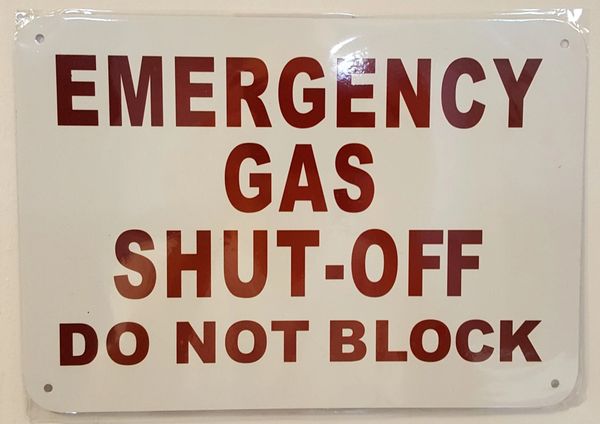 EMERGENCY
GAS
SHUT-OFF
DO NOT BLOCK